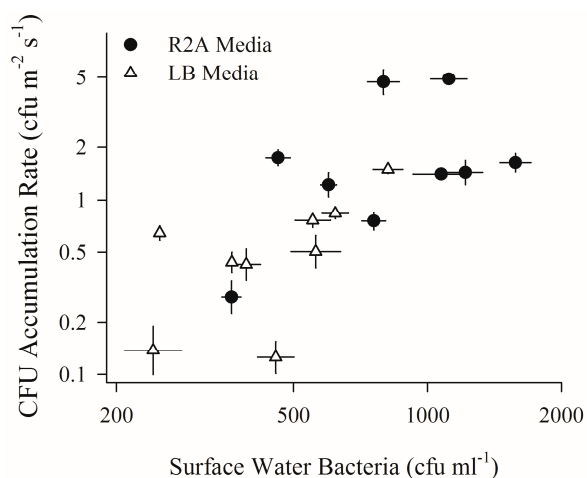 R2A Media
LB Media
CFU Accumulation Rate (cfu m⁻² s⁻¹)
5
2
1
0.5
0.2
0.1
200
500
1000
2000
Surface Water Bacteria (cfu ml⁻¹)